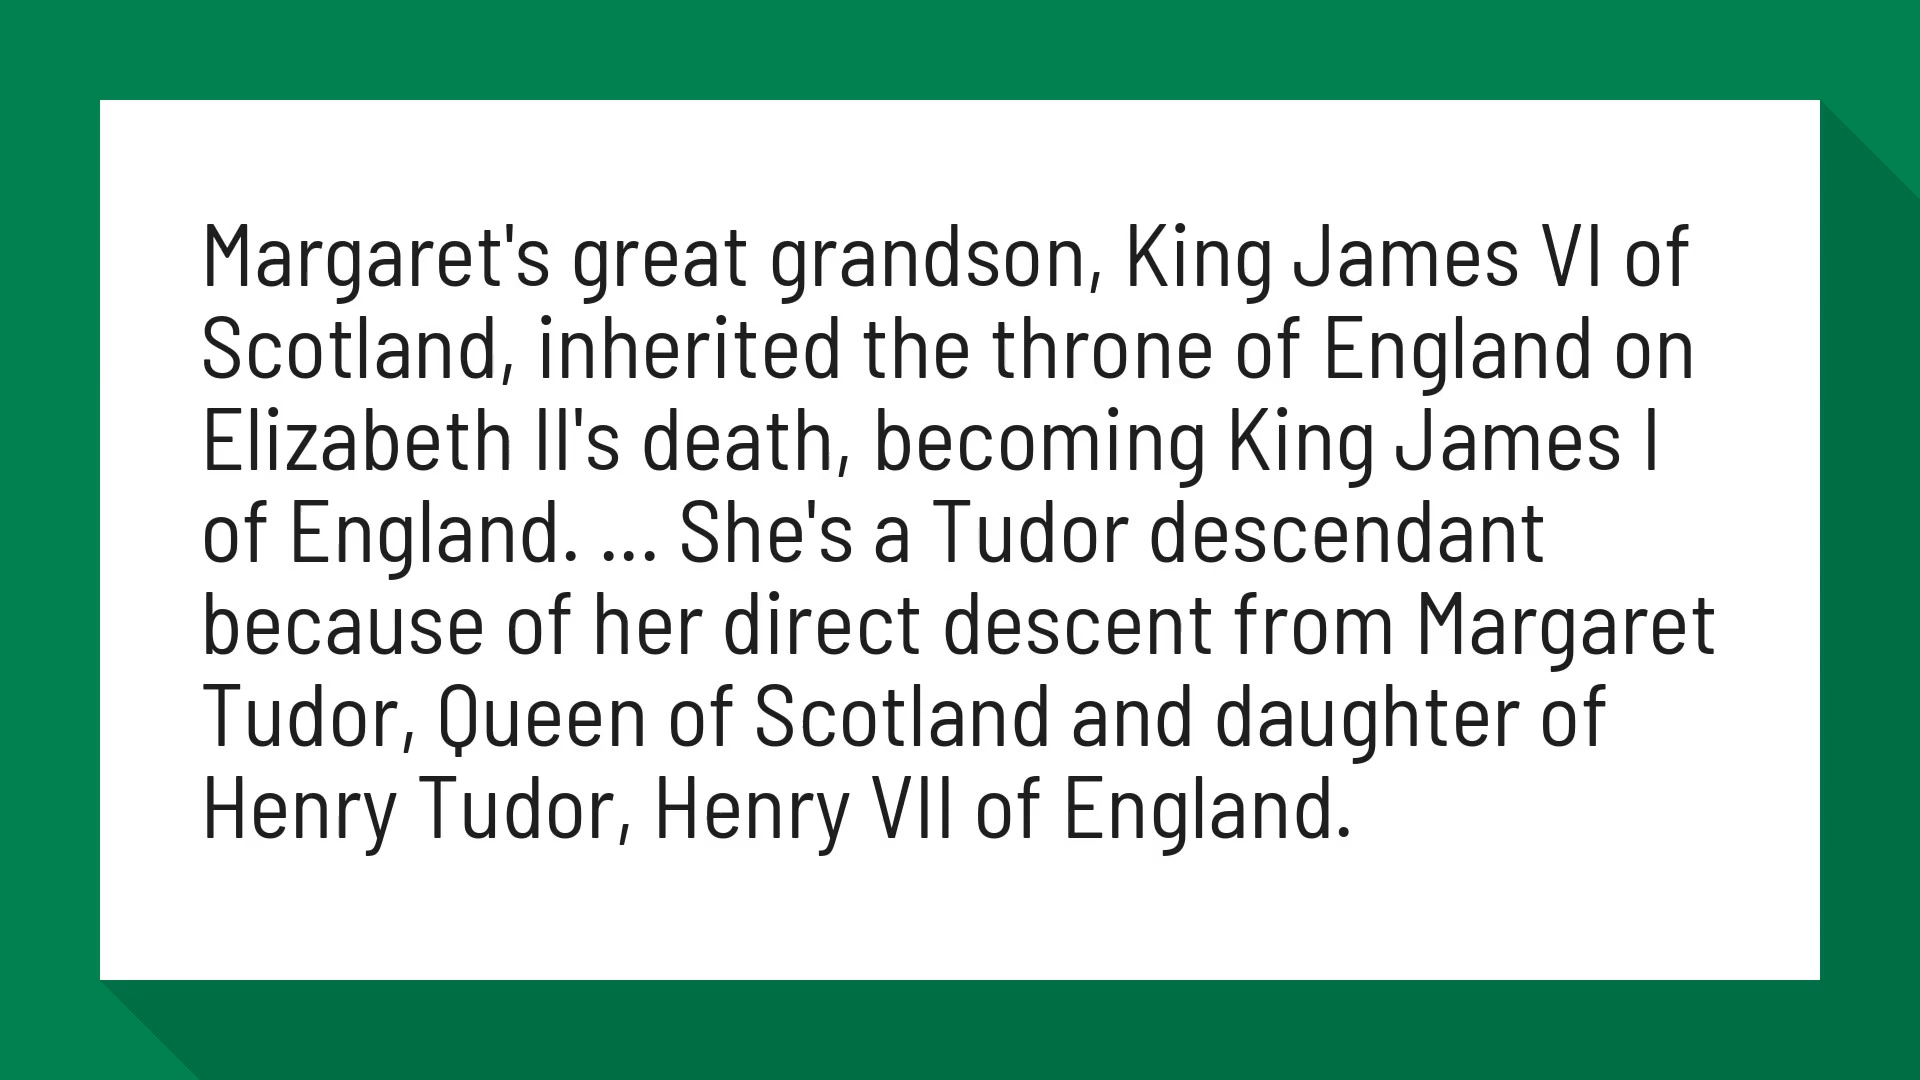 Margaret's great grandson, King James VI of
Scotland, inherited the throne of England on
Elizabeth II's death, becoming King James I
of England. ... She's a Tudor descendant
because of her direct descent from Margaret
Tudor, Queen of Scotland and daughter of
Henry Tudor, Henry VII of England.